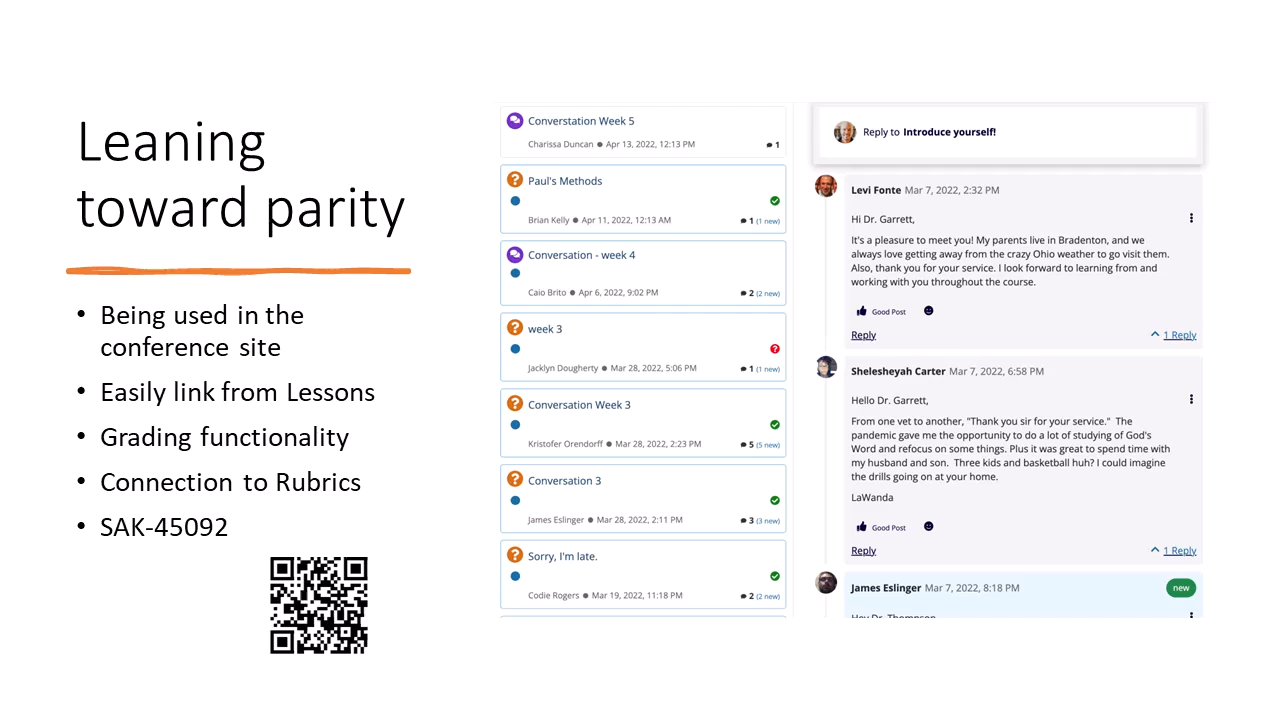 Leaning
toward parity
• Being used in the
conference site
• Easily link from Lessons
• Grading functionality
• Connection to Rubrics
• SAK-45092
Converstation Week 5
Charissa Duncan ● Apr 13, 2022, 12:13 PM 1
Paul's Methods
Brian Kelly ● Apr 11, 2022, 12:13 AM 1 (1 new)
Conversation - week 4
Caio Brito ● Apr 6, 2022, 9:02 PM 2 (2 new)
week 3
Jacklyn Dougherty ● Mar 28, 2022, 5:06 PM 1 (1 new)
Conversation Week 3
Kristofer Orendorff ● Mar 28, 2022, 2:23 PM 5 (5 new)
Conversation 3
James Eslinger ● Mar 28, 2022, 2:11 PM 3 (3 new)
Sorry, I'm late.
Codie Rogers ● Mar 19, 2022, 11:18 PM 2 (2 new)
Reply to Introduce yourself!
Levi Fonte Mar 7, 2022, 2:32 PM
Hi Dr. Garrett,
It's a pleasure to meet you! My parents live in Bradenton, and we
always love getting away from the crazy Ohio weather to go visit them.
Also, thank you for your service. I look forward to learning from and
working with you throughout the course.
Good Post
Reply 1 Reply
Shelesheyah Carter Mar 7, 2022, 6:58 PM
Hello Dr. Garrett,
From one vet to another, "Thank you sir for your service." The
pandemic gave me the opportunity to do a lot of studying of God's
Word and refocus on some things. Plus it was great to spend time with
my husband and son. Three kids and basketball huh? I could imagine
the drills going on at your home.
LaWanda
Good Post
Reply 1 Reply
James Eslinger Mar 7, 2022, 8:18 PM new
Hey Dr. Thompson